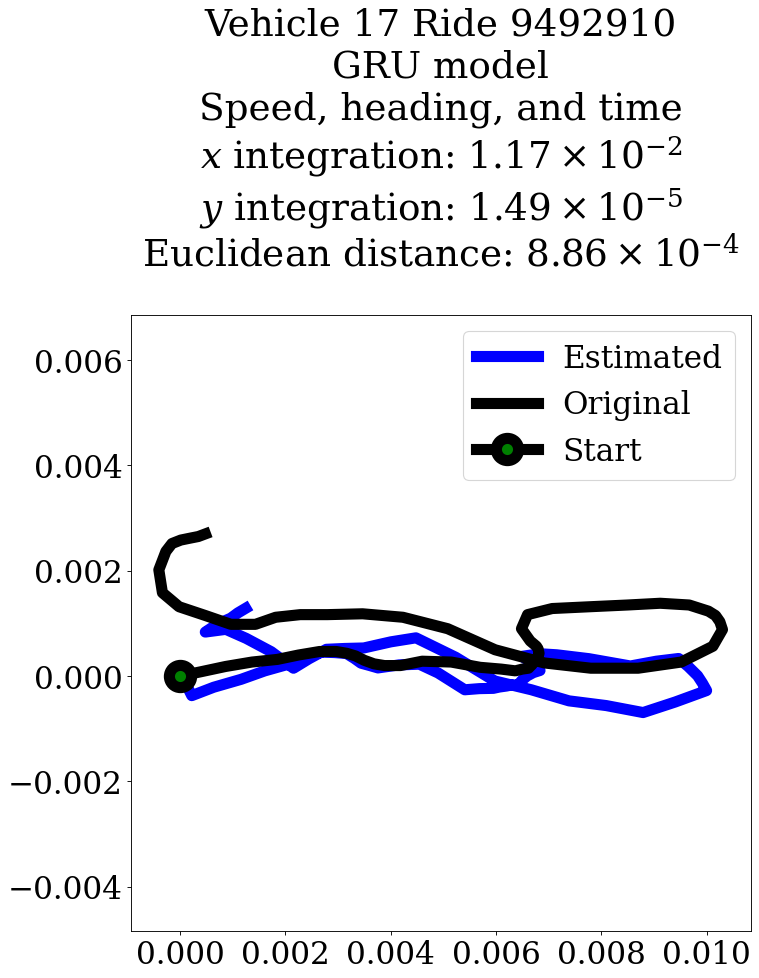 Vehicle 17 Ride 9492910
GRU model
Speed, heading, and time
x integration: 1.17 × 10⁻²
y integration: 1.49 × 10⁻⁵
Euclidean distance: 8.86 × 10⁻⁴
Estimated
Original
Start
0.006
0.004
0.002
0.000
−0.002
−0.004
0.000 0.002 0.004 0.006 0.008 0.010